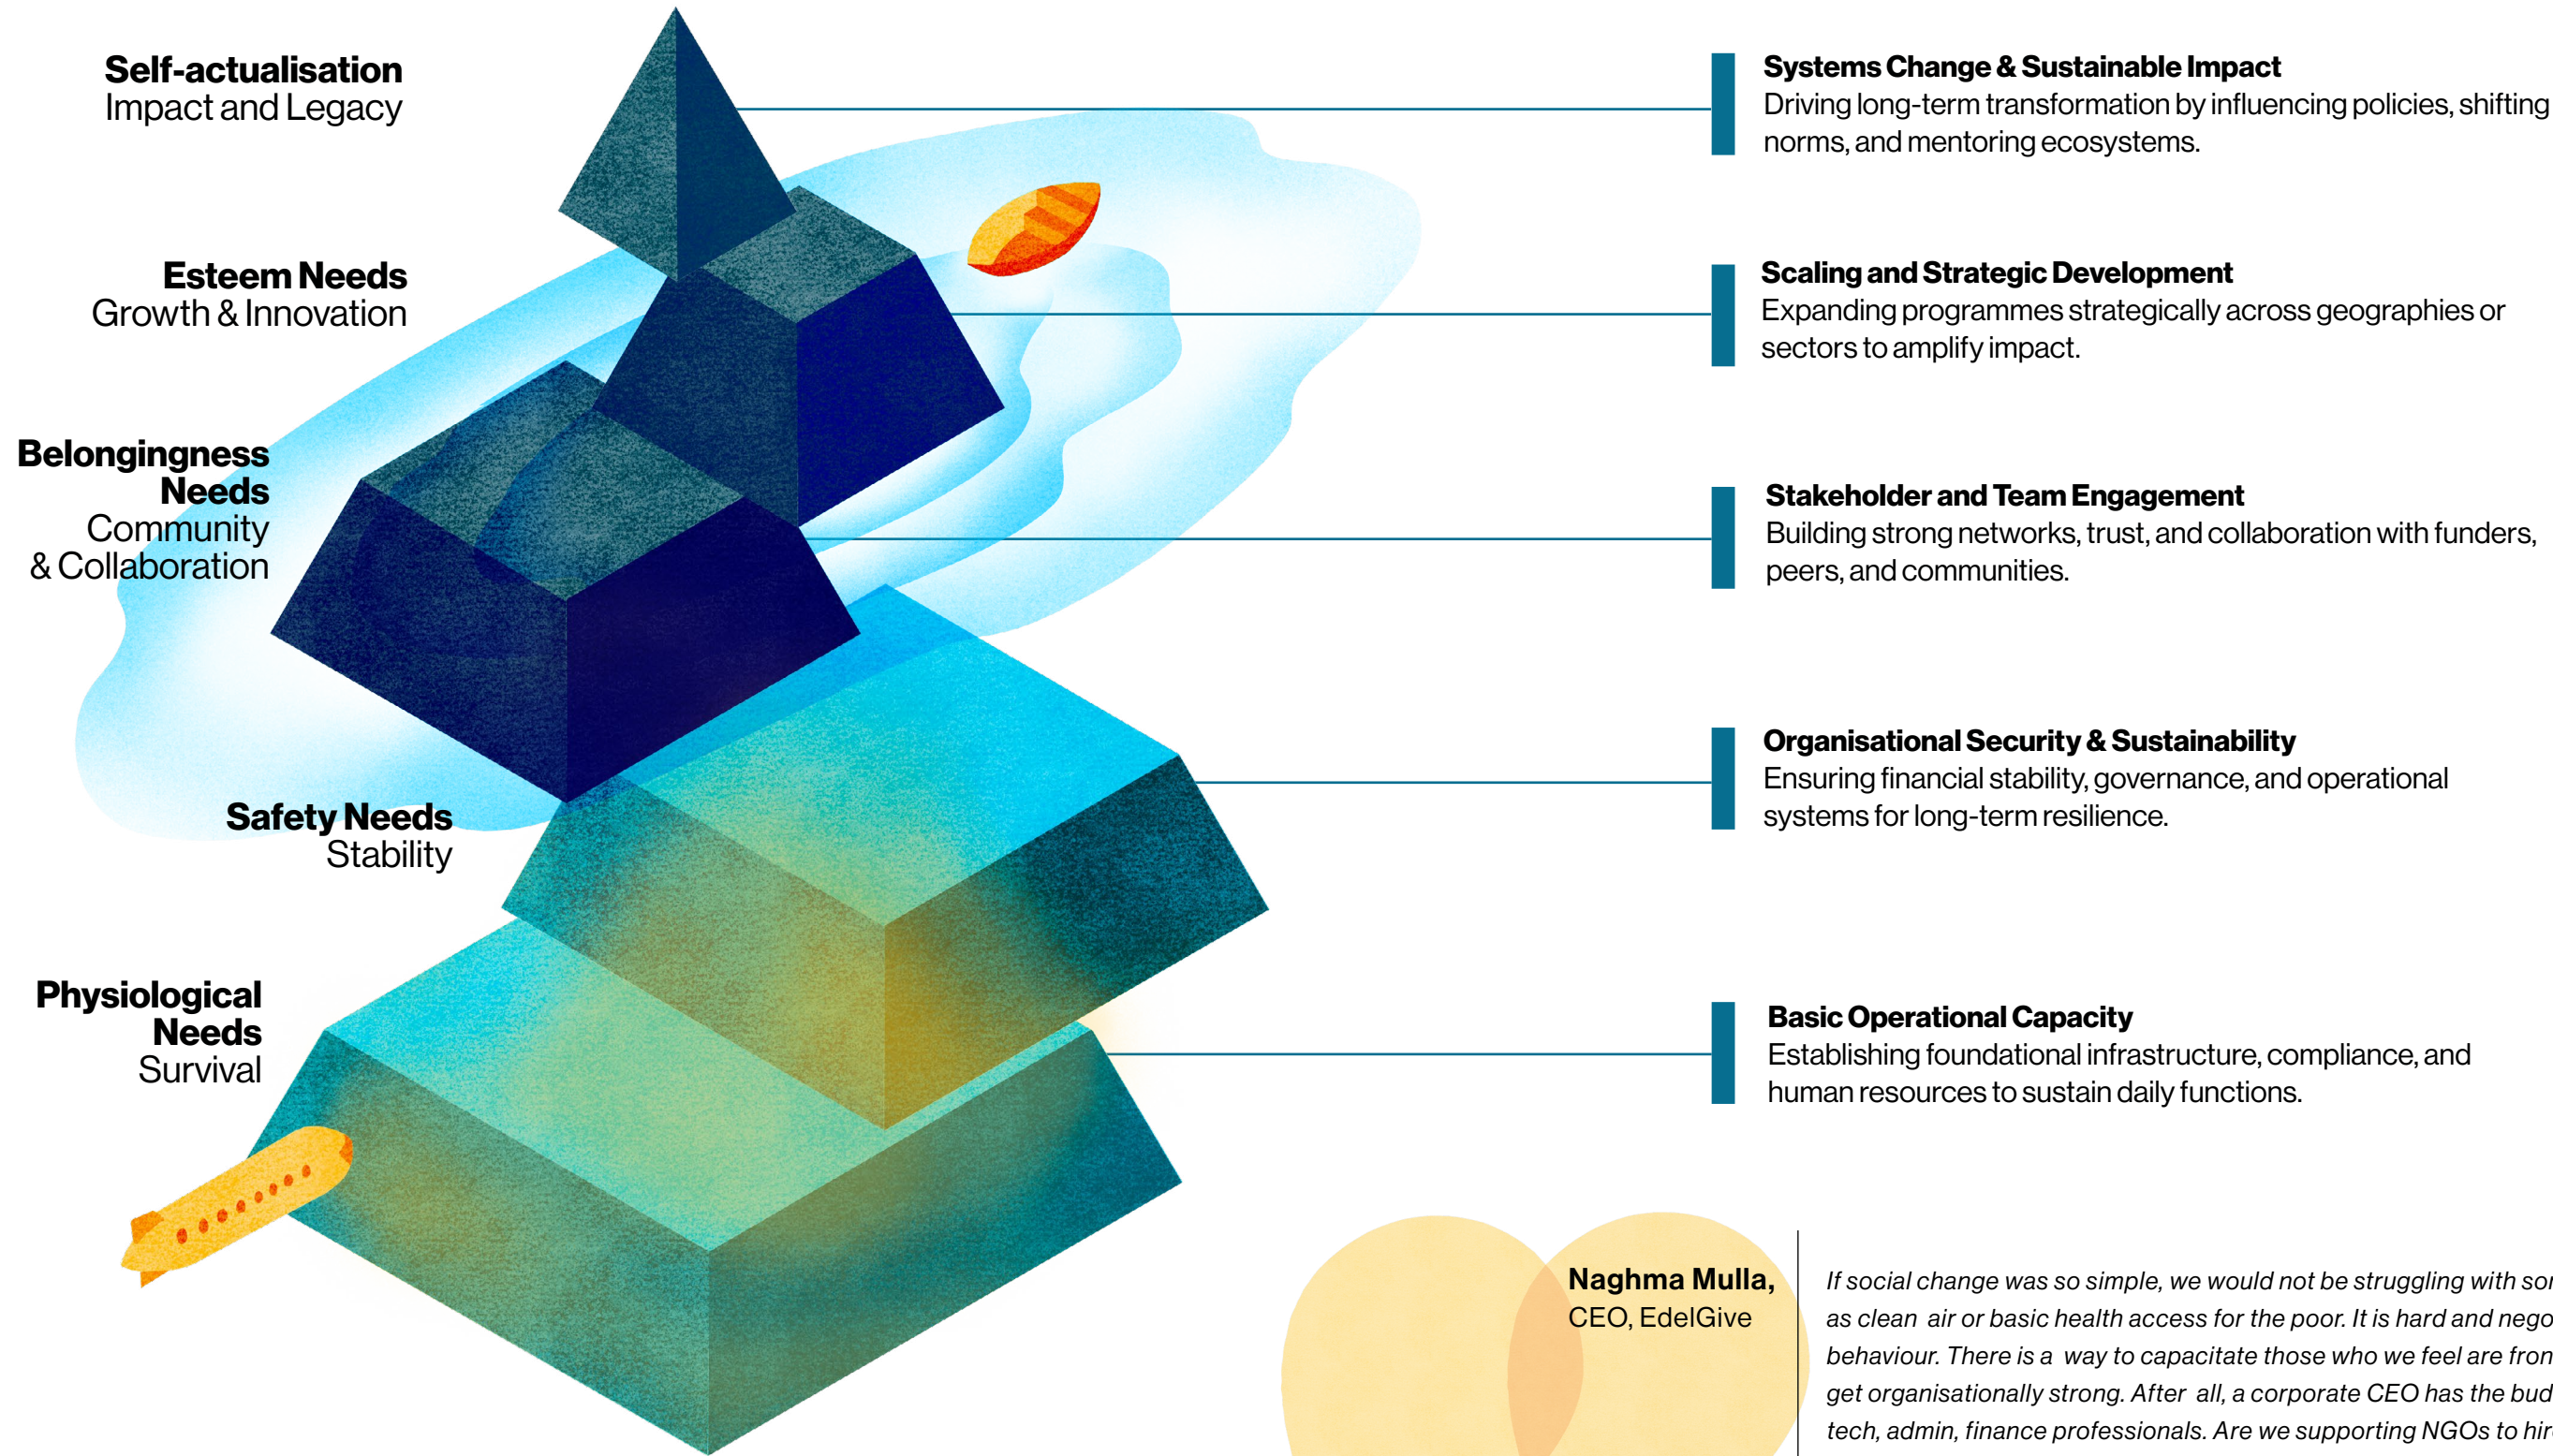 Self-actualisation
Impact and Legacy
Systems Change & Sustainable Impact
Driving long-term transformation by influencing policies, shifting
norms, and mentoring ecosystems.
Esteem Needs
Growth & Innovation
Scaling and Strategic Development
Expanding programmes strategically across geographies or
sectors to amplify impact.
Belongingness
Needs
Community
& Collaboration
Stakeholder and Team Engagement
Building strong networks, trust, and collaboration with funders,
peers, and communities.
Safety Needs
Stability
Organisational Security & Sustainability
Ensuring financial stability, governance, and operational
systems for long-term resilience.
Physiological
Needs
Survival
Basic Operational Capacity
Establishing foundational infrastructure, compliance, and
human resources to sustain daily functions.
Naghma Mulla,
CEO, EdelGive
If social change was so simple, we would not be struggling with
as clean air or basic health access for the poor. It is hard and
behaviour. There is a way to capacitate those who we feel are
get organisationally strong. After all, a corporate CEO has the
tech, admin, finance professionals. Are we supporting NGOs to